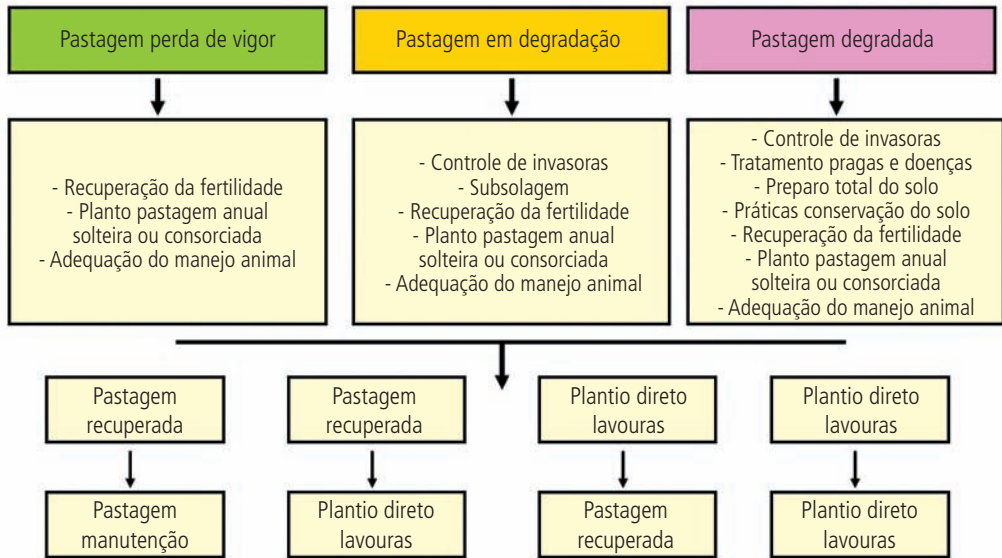 Pastagem perda de vigor
Pastagem em degradação
Pastagem degradada
- Recuperação da fertilidade
- Planto pastagem anual
solteira ou consorciada
- Adequação do manejo animal
- Controle de invasoras
- Subsolagem
- Recuperação da fertilidade
- Planto pastagem anual
solteira ou consorciada
- Adequação do manejo animal
- Controle de invasoras
- Tratamento pragas e doenças
- Preparo total do solo
- Práticas conservação do solo
- Recuperação da fertilidade
- Planto pastagem anual
solteira ou consorciada
- Adequação do manejo animal
Pastagem
recuperada
Pastagem
recuperada
Plantio direto
lavouras
Plantio direto
lavouras
Pastagem
manutenção
Plantio direto
lavouras
Pastagem
recuperada
Plantio direto
lavouras